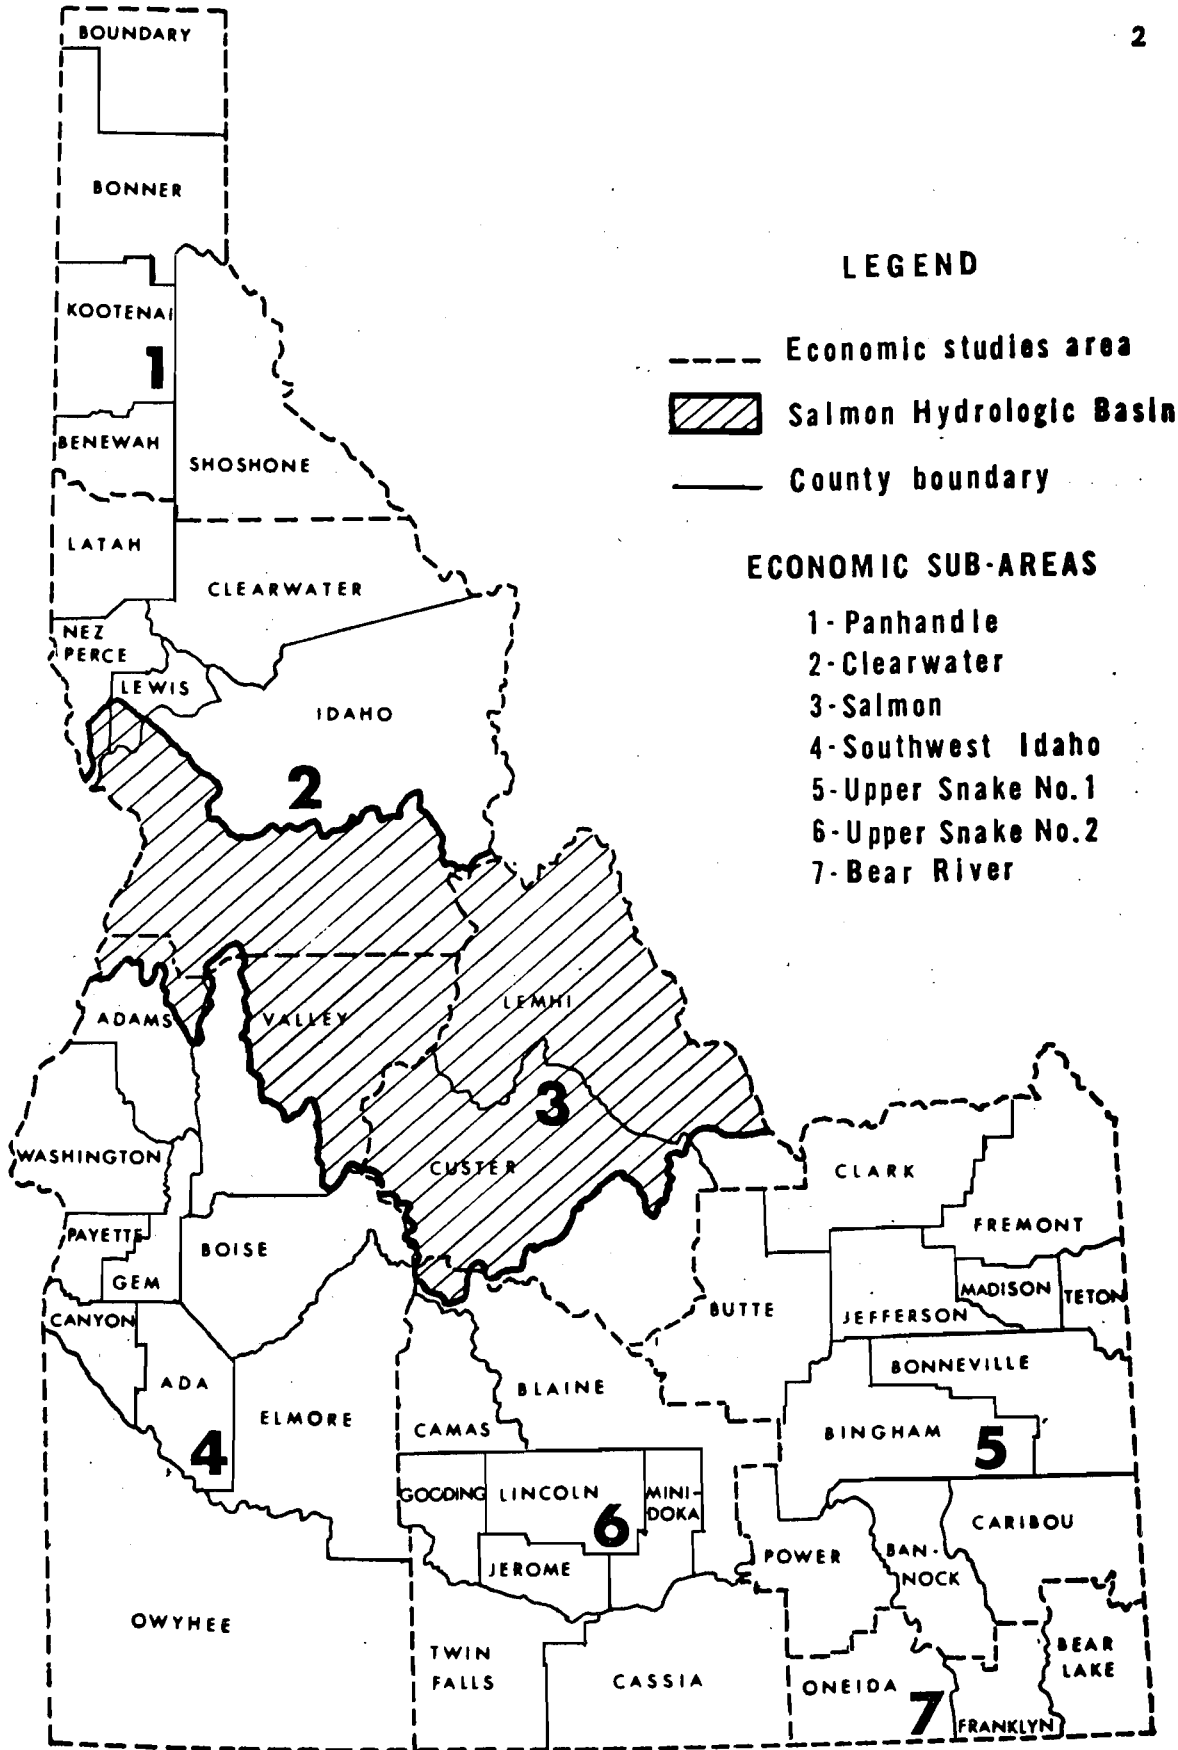 2
BOUNDARY
BONNER
KOOTENAI
1
BENEWAH
SHOSHONE
LATAH
CLEARWATER
NEZ
PERCE
LEWIS
IDAHO
2
LEGEND
Economic studies area
Salmon Hydrologic Basin
County boundary
ECONOMIC SUB-AREAS
1-Panhandle
2-Clearwater
3-Salmon
4-Southwest Idaho
5-Upper Snake No.1
6-Upper Snake No.2
7-Bear River
ADAMS
VALLEY
LEMHI
3
WASHINGTON
CUSTER
CLARK
PAYETTE
BOISE
FREMONT
GEM
CANYON
BUTTE
JEFFERSON
MADISON
TETON
ADA
ELMORE
BLAINE
BONNEVILLE
CAMAS
BINGHAM
5
4
GOODING
LINCOLN
MINI-
DOKA
6
JEROME
POWER
BAN-
NOCK
CARIBOU
OWYHEE
TWIN
FALLS
CASSIA
ONEIDA
7
FRANKLYN
BEAR
LAKE